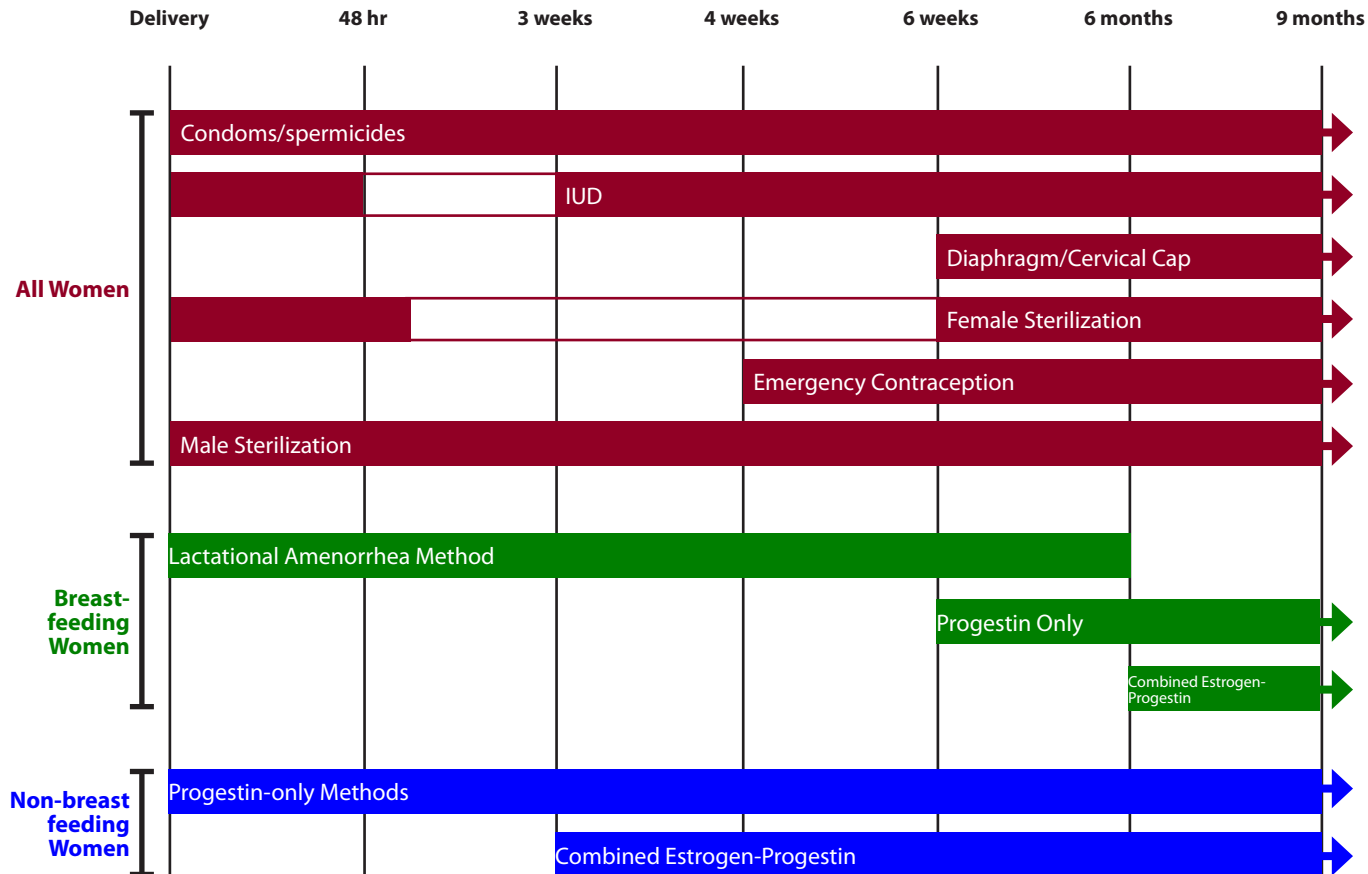 Delivery 48 hr 3 weeks 4 weeks 6 weeks 6 months 9 months
Condoms/spermicides
IUD
Diaphragm/Cervical Cap
All Women
Female Sterilization
Emergency Contraception
Male Sterilization
Lactational Amenorrhea Method
Breast-
feeding
Women
Progestin Only
Combined Estrogen-
Progestin
Non-breast
feeding
Women
Progestin-only Methods
Combined Estrogen-Progestin